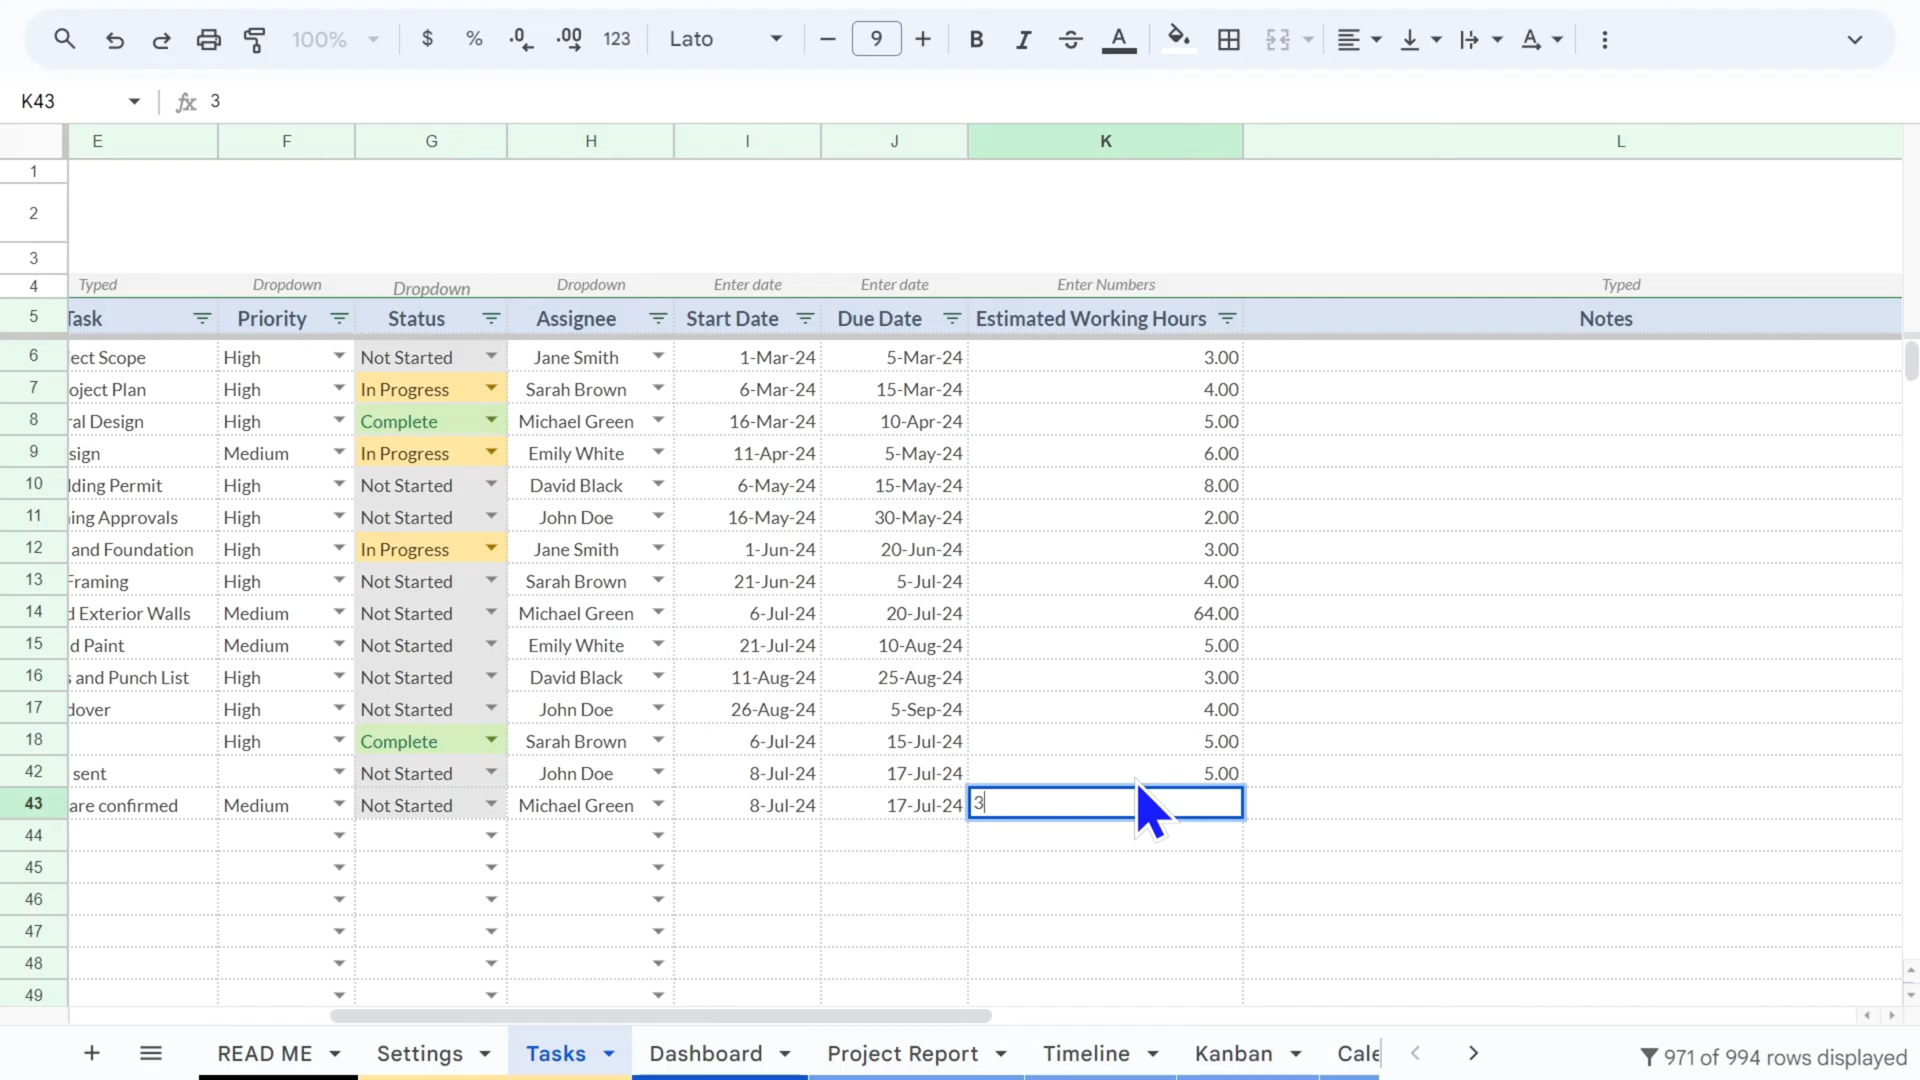 100% $ % .0 .00 123 Lato 9 B I A
K43 fx 3
E F G H I J K L
1
2
3
4 Typed Dropdown Dropdown Dropdown Enter date Enter date Enter Numbers Typed
5 Task Priority Status Assignee Start Date Due Date Estimated Working Hours Notes
6 ect Scope High Not Started Jane Smith 1-Mar-24 5-Mar-24 3.00
7 oject Plan High In Progress Sarah Brown 6-Mar-24 15-Mar-24 4.00
8 ral Design High Complete Michael Green 16-Mar-24 10-Apr-24 5.00
9 sign Medium In Progress Emily White 11-Apr-24 5-May-24 6.00
10 lding Permit High Not Started David Black 6-May-24 15-May-24 8.00
11 ing Approvals High Not Started John Doe 16-May-24 30-May-24 2.00
12 and Foundation High In Progress Jane Smith 1-Jun-24 20-Jun-24 3.00
13 Framing High Not Started Sarah Brown 21-Jun-24 5-Jul-24 4.00
14 d Exterior Walls Medium Not Started Michael Green 6-Jul-24 20-Jul-24 64.00
15 d Paint Medium Not Started Emily White 21-Jul-24 10-Aug-24 5.00
16 s and Punch List High Not Started David Black 11-Aug-24 25-Aug-24 3.00
17 dover High Not Started John Doe 26-Aug-24 5-Sep-24 4.00
18 High Complete Sarah Brown 6-Jul-24 15-Jul-24 5.00
42 sent Not Started John Doe 8-Jul-24 17-Jul-24 5.00
43 are confirmed Medium Not Started Michael Green 8-Jul-24 17-Jul-24 3
44
45
46
47
48
49
+ READ ME Settings Tasks Dashboard Project Report Timeline Kanban Cale 971 of 994 rows displayed